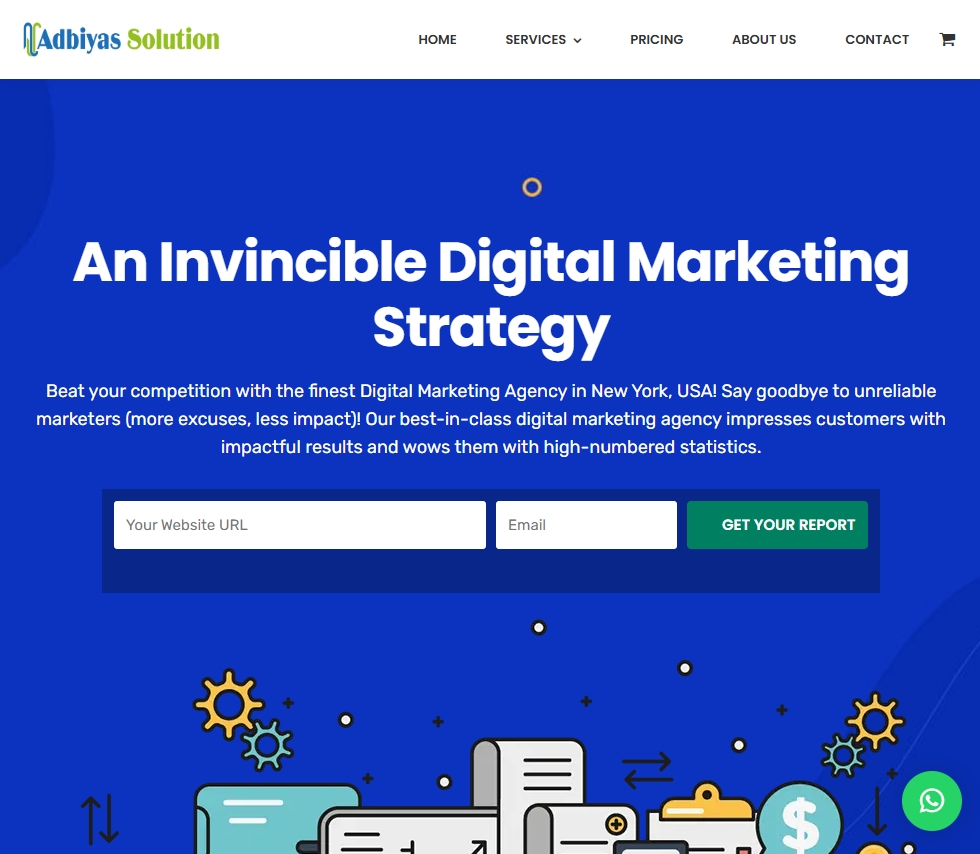 Adbiyas Solution
HOME
SERVICES
PRICING
ABOUT US
CONTACT
An Invincible Digital Marketing
Strategy
Beat your competition with the finest Digital Marketing Agency in New York, USA! Say goodbye to unreliable
marketers (more excuses, less impact)! Our best-in-class digital marketing agency impresses customers with
impactful results and wows them with high-numbered statistics.
Your Website URL
Email
GET YOUR REPORT
$